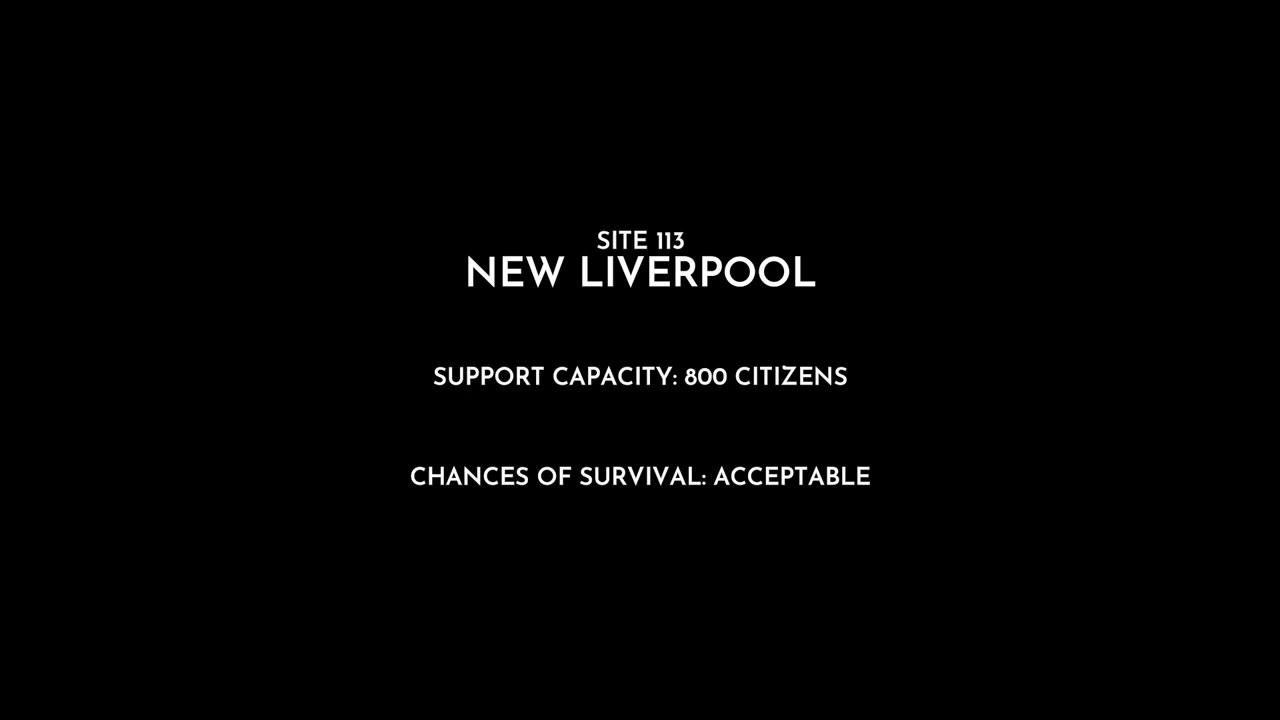 SITE 113
NEW LIVERPOOL
SUPPORT CAPACITY: 800 CITIZENS
CHANCES OF SURVIVAL: ACCEPTABLE